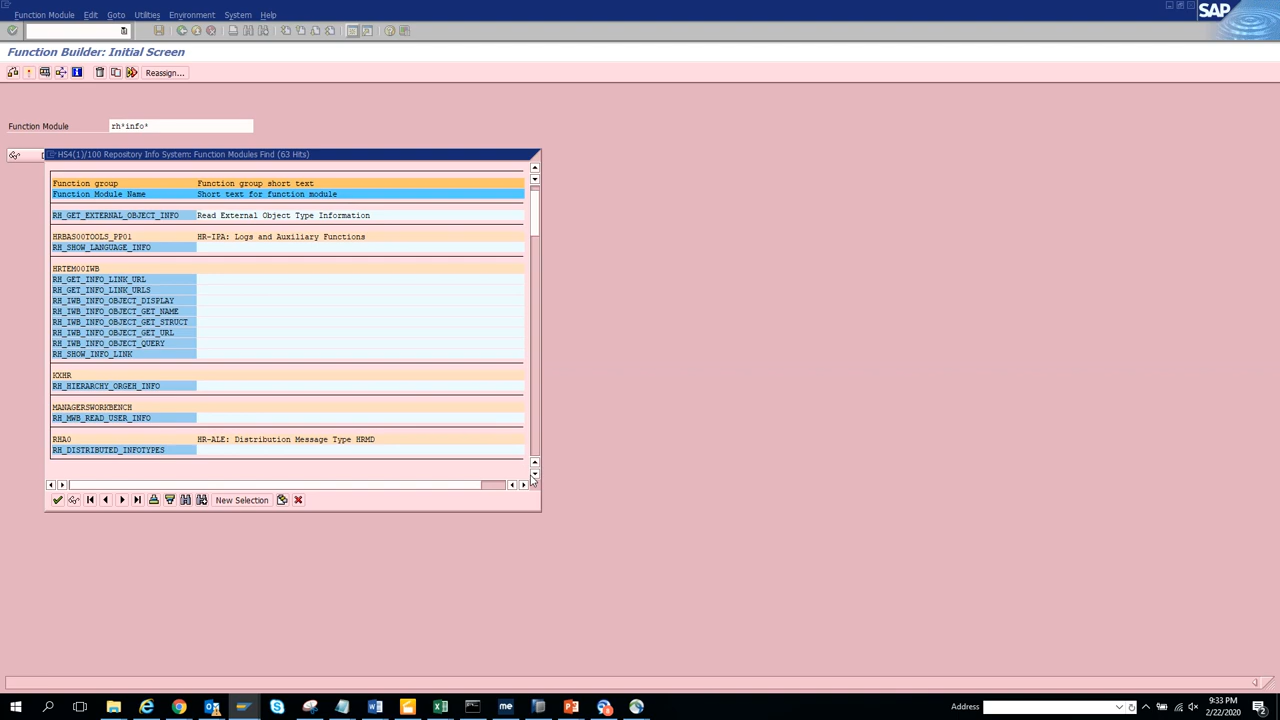 Function Module Edit Goto Utilities Environment System Help
SAP
Function Builder: Initial Screen
Reassign...
Function Module rh*info*
HS4(1)/100 Repository Info System: Function Modules Find (63 Hits)
Function group Function group short text
Function Module Name Short text for function module
RH_GET_EXTERNAL_OBJECT_INFO Read External Object Type Information
HRBAS00TOOLS_PP01 HR-IPA: Logs and Auxiliary Functions
RH_SHOW_LANGUAGE_INFO
HRTEM00IWB
RH_GET_INFO_LINK_URL
RH_GET_INFO_LINK_URLS
RH_IWB_INFO_OBJECT_DISPLAY
RH_IWB_INFO_OBJECT_GET_NAME
RH_IWB_INFO_OBJECT_GET_STRUCT
RH_IWB_INFO_OBJECT_GET_URL
RH_IWB_INFO_OBJECT_QUERY
RH_SHOW_INFO_LINK
KXHR
RH_HIERARCHY_ORGEH_INFO
MANAGERSWORKBENCH
RH_MWB_READ_USER_INFO
RHA0 HR-ALE: Distribution Message Type HRMD
RH_DISTRIBUTED_INFOTYPES
New Selection
me
Address
9:33 PM
2/22/2020